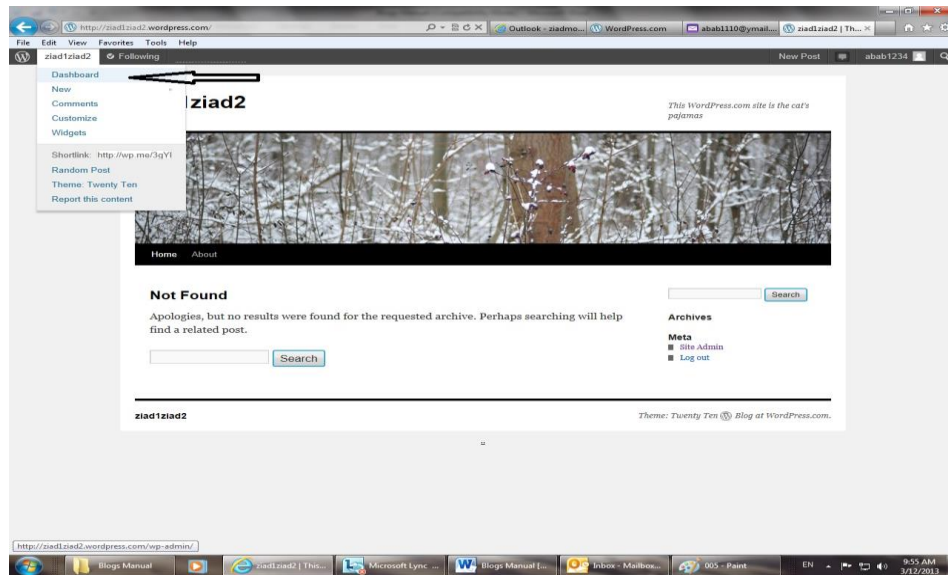 http://ziad1ziad2.wordpress.com/
Outlook - ziadmo...
WordPress.com
abab1110@ymail....
ziad1ziad2 | Th...
File Edit View Favorites Tools Help
ziad1ziad2 Following New Post abab1234
Dashboard
New
Comments
Customize
Widgets
Shortlink: http://wp.me/3gYI
Random Post
Theme: Twenty Ten
Report this content
1ziad2
This WordPress.com site is the cat's
pajamas
Home About
Not Found
Apologies, but no results were found for the requested archive. Perhaps searching will help
find a related post.
Search
Search
Archives
Meta
Site Admin
Log out
ziad1ziad2
Theme: Twenty Ten Blog at WordPress.com.
http://ziad1ziad2.wordpress.com/wp-admin/
Blogs Manual
ziad1ziad2 | This...
Microsoft Lync ...
Blogs Manual [...
Inbox - Mailbox...
005 - Paint
EN
9:55 AM
3/12/2013